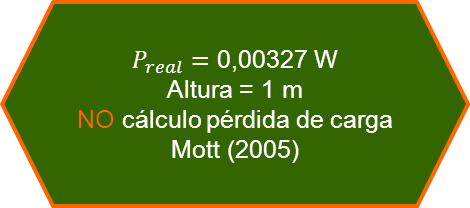 P_real = 0,00327 W
Altura = 1 m
NO cálculo pérdida de carga
Mott (2005)